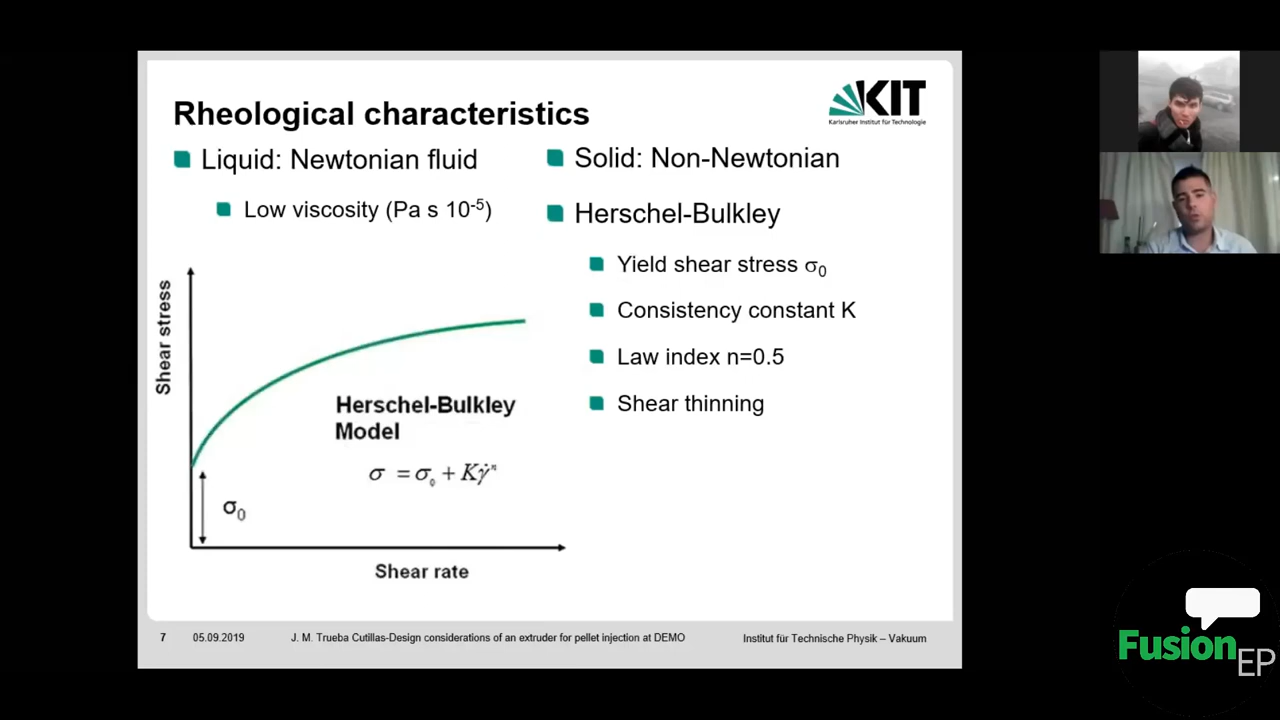 Rheological characteristics
KIT
Karlsruher Institut für Technologie
Liquid: Newtonian fluid
Low viscosity (Pa s 10⁻⁵)
Solid: Non-Newtonian
Herschel-Bulkley
Yield shear stress σ₀
Consistency constant K
Law index n=0.5
Shear thinning
Shear stress
Herschel-Bulkley
Model
σ = σ₀ + Kγ̇ⁿ
σ₀
Shear rate
7 05.09.2019 J. M. Trueba Cutillas-Design considerations of an extruder for pellet injection at DEMO Institut für Technische Physik – Vakuum
Fusion
EP